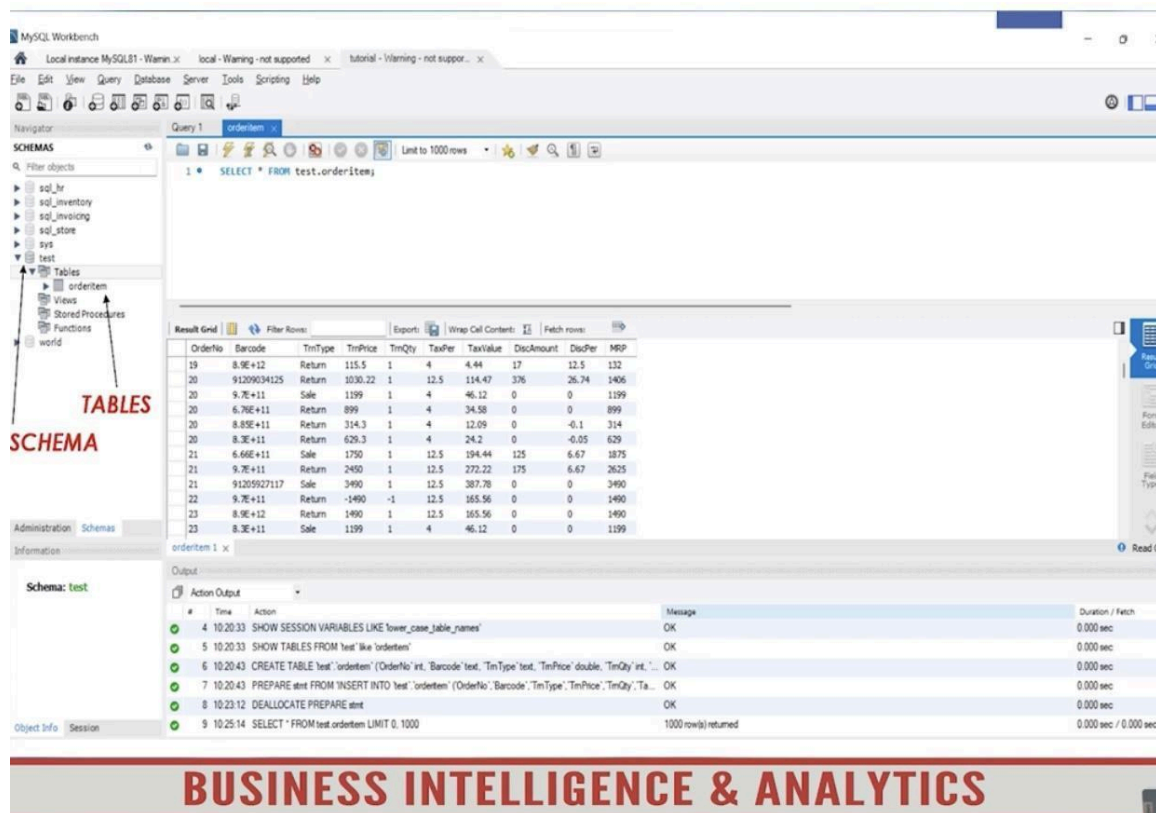 MySQL Workbench
Local instance MySQL81 - Warnin... × local - Warning - not supported × tutorial - Warning - not suppor... ×
File Edit View Query Database Server Tools Scripting Help
Navigator
SCHEMAS
Filter objects
sql_hr
sql_inventory
sql_invoicing
sql_store
sys
test
Tables
orderitem
Views
Stored Procedures
Functions
world
TABLES
SCHEMA
Administration Schemas
Information
Schema: test
Object Info Session
Query 1 orderitem ×
Limit to 1000 rows
1 SELECT * FROM test.orderitem;
Result Grid Filter Rows: Export: Wrap Cell Content: Fetch rows:
OrderNo Barcode TrnType TrnPrice TrnQty TaxPer TaxValue DiscAmount DiscPer MRP
19 8.9E+12 Return 115.5 1 4 4.44 17 12.5 132
20 91209034125 Return 1030.22 1 12.5 114.47 376 26.74 1406
20 9.7E+11 Sale 1199 1 4 46.12 0 0 1199
20 6.76E+11 Return 899 1 4 34.58 0 0 899
20 8.85E+11 Return 314.3 1 4 12.09 0 -0.1 314
20 8.3E+11 Return 629.3 1 4 24.2 0 -0.05 629
21 6.66E+11 Sale 1750 1 12.5 194.44 125 6.67 1875
21 9.7E+11 Return 2450 1 12.5 272.22 175 6.67 2625
21 91205927117 Sale 3490 1 12.5 387.78 0 0 3490
22 9.7E+11 Return -1490 -1 12.5 165.56 0 0 1490
23 8.9E+12 Return 1490 1 12.5 165.56 0 0 1490
23 8.3E+11 Sale 1199 1 4 46.12 0 0 1199
orderitem 1 ×
Read
Output
Action Output
# Time Action Message Duration / Fetch
4 10:20:33 SHOW SESSION VARIABLES LIKE 'lower_case_table_names' OK 0.000 sec
5 10:20:33 SHOW TABLES FROM `test` like 'orderitem' OK 0.000 sec
6 10:20:43 CREATE TABLE `test`.`orderitem` (`OrderNo` int, `Barcode` text, `TrnType` text, `TrnPrice` double, `TrnQty` int, `... OK 0.000 sec
7 10:20:43 PREPARE stmt FROM 'INSERT INTO `test`.`orderitem` (`OrderNo`,`Barcode`,`TrnType`,`TrnPrice`,`TrnQty`,`Ta... OK 0.000 sec
8 10:23:12 DEALLOCATE PREPARE stmt OK 0.000 sec
9 10:25:14 SELECT * FROM test.orderitem LIMIT 0, 1000 1000 row(s) returned 0.000 sec / 0.000 sec
BUSINESS INTELLIGENCE & ANALYTICS